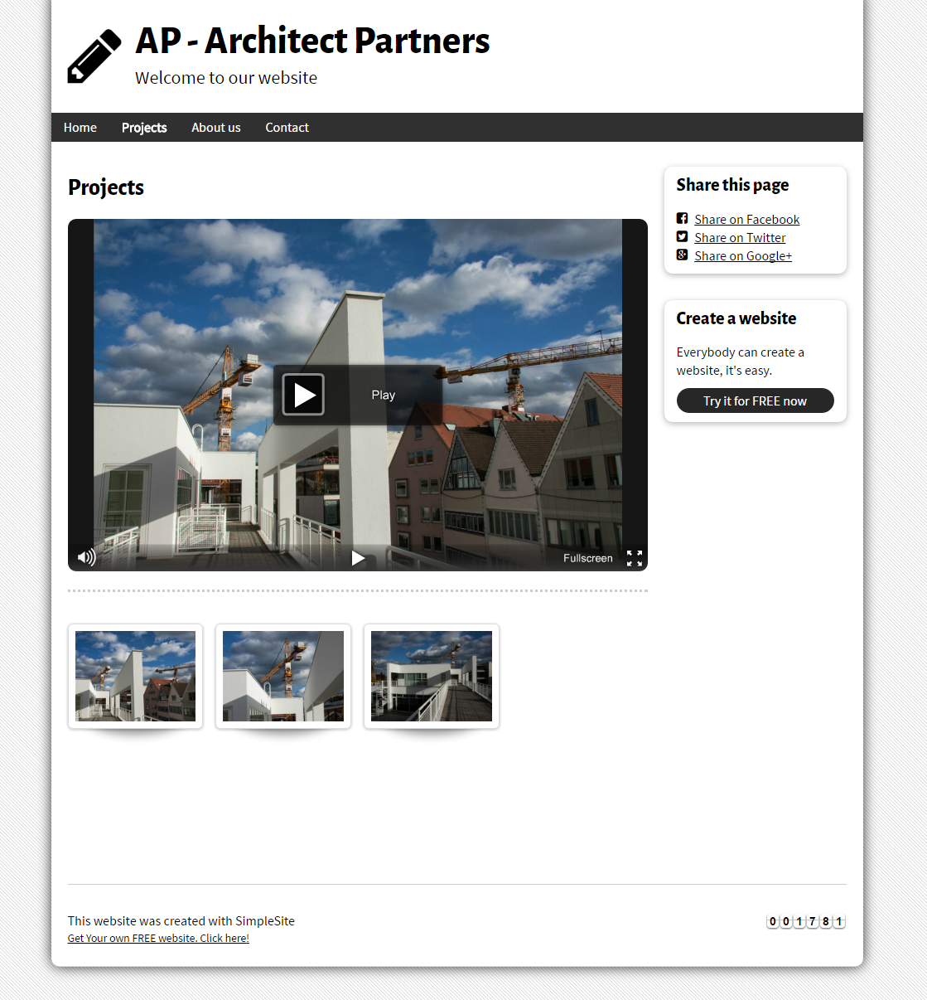 AP - Architect Partners
Welcome to our website
Home Projects About us Contact
Projects
Play
Fullscreen
Share this page
Share on Facebook
Share on Twitter
Share on Google+
Create a website
Everybody can create a
website, it's easy.
Try it for FREE now
This website was created with SimpleSite
Get Your own FREE website. Click here!
001781